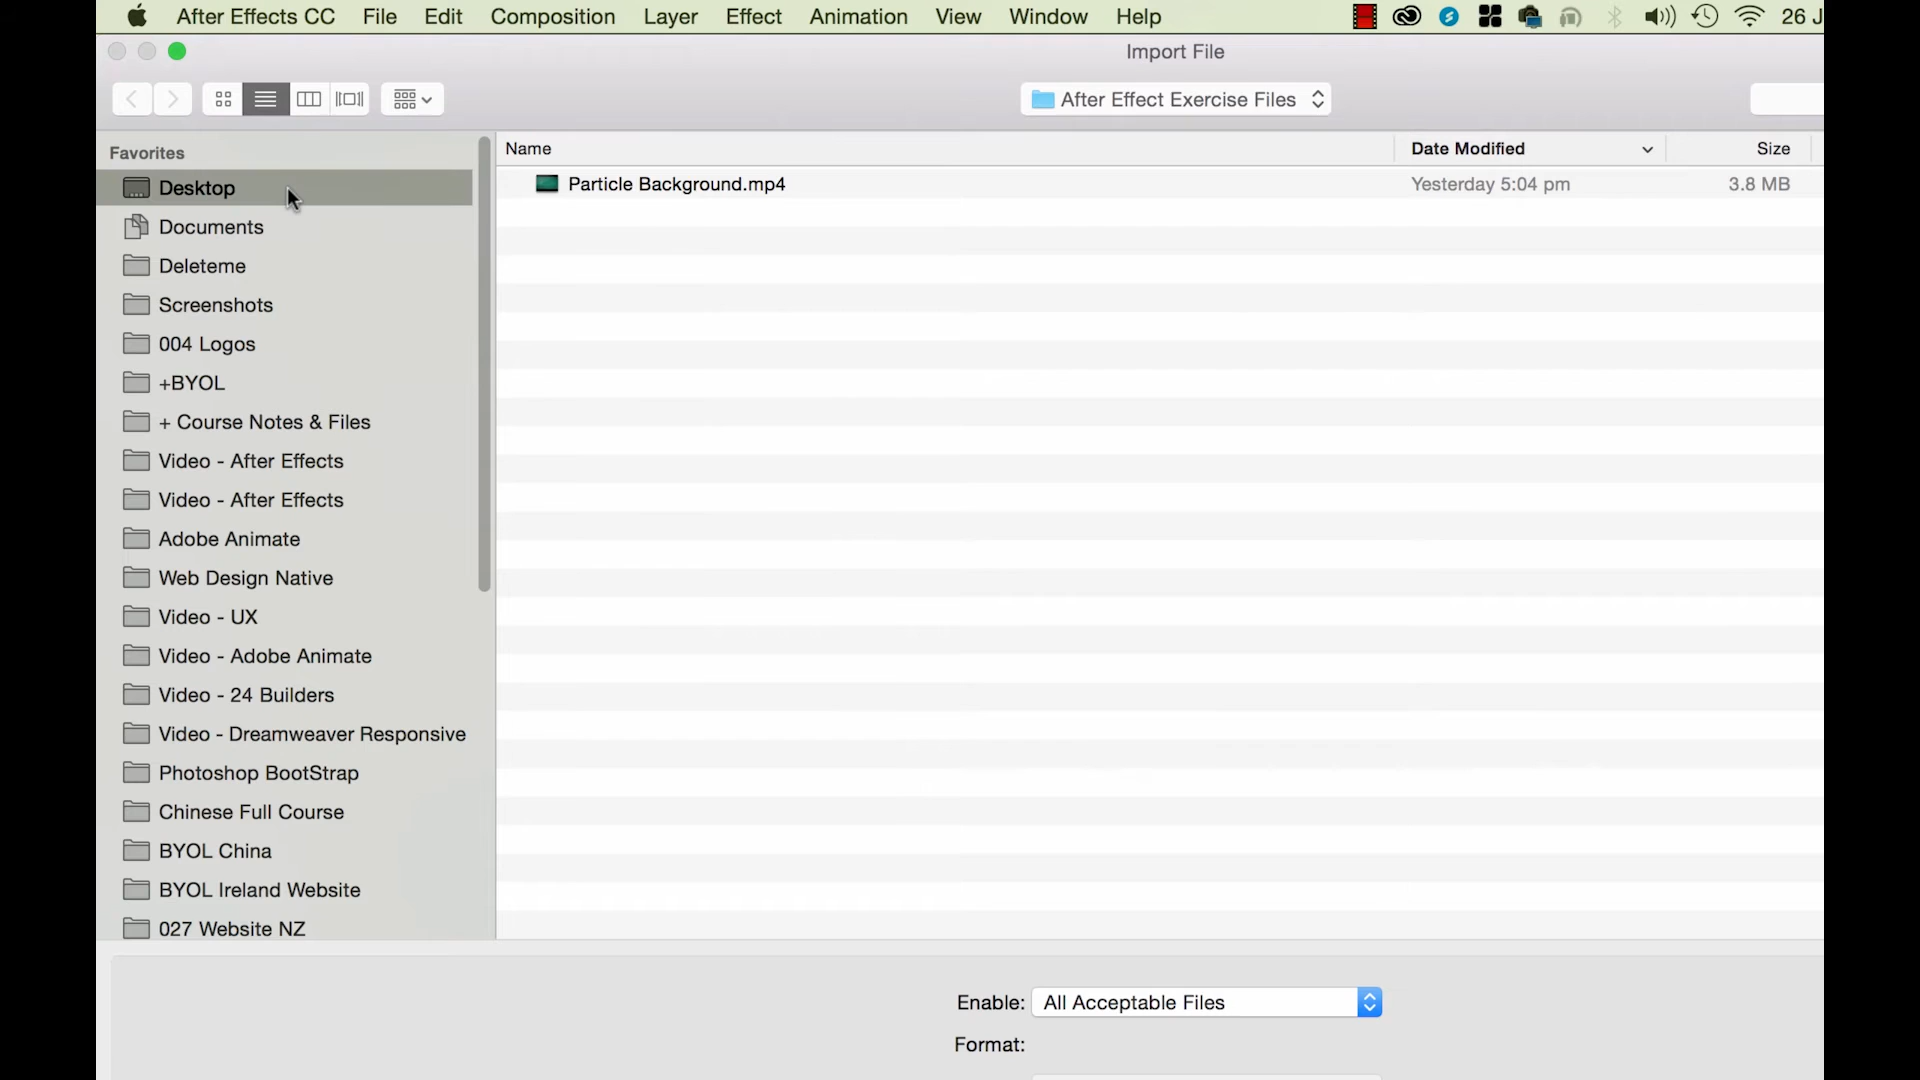 After Effects CC File Edit Composition Layer Effect Animation View Window Help 26 J
Import File
After Effect Exercise Files
Favorites
Name Date Modified Size
Desktop
Particle Background.mp4 Yesterday 5:04 pm 3.8 MB
Documents
Deleteme
Screenshots
004 Logos
+BYOL
+ Course Notes & Files
Video - After Effects
Video - After Effects
Adobe Animate
Web Design Native
Video - UX
Video - Adobe Animate
Video - 24 Builders
Video - Dreamweaver Responsive
Photoshop BootStrap
Chinese Full Course
BYOL China
BYOL Ireland Website
027 Website NZ
Enable: All Acceptable Files
Format: